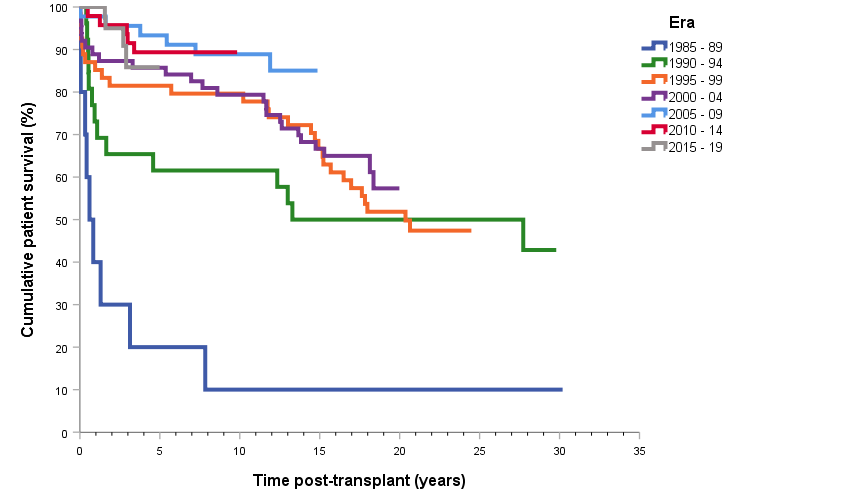 Era
1985 - 89
1990 - 94
1995 - 99
2000 - 04
2005 - 09
2010 - 14
2015 - 19
Cumulative patient survival (%)
100
90
80
70
60
50
40
30
20
10
0
0 5 10 15 20 25 30 35
Time post-transplant (years)